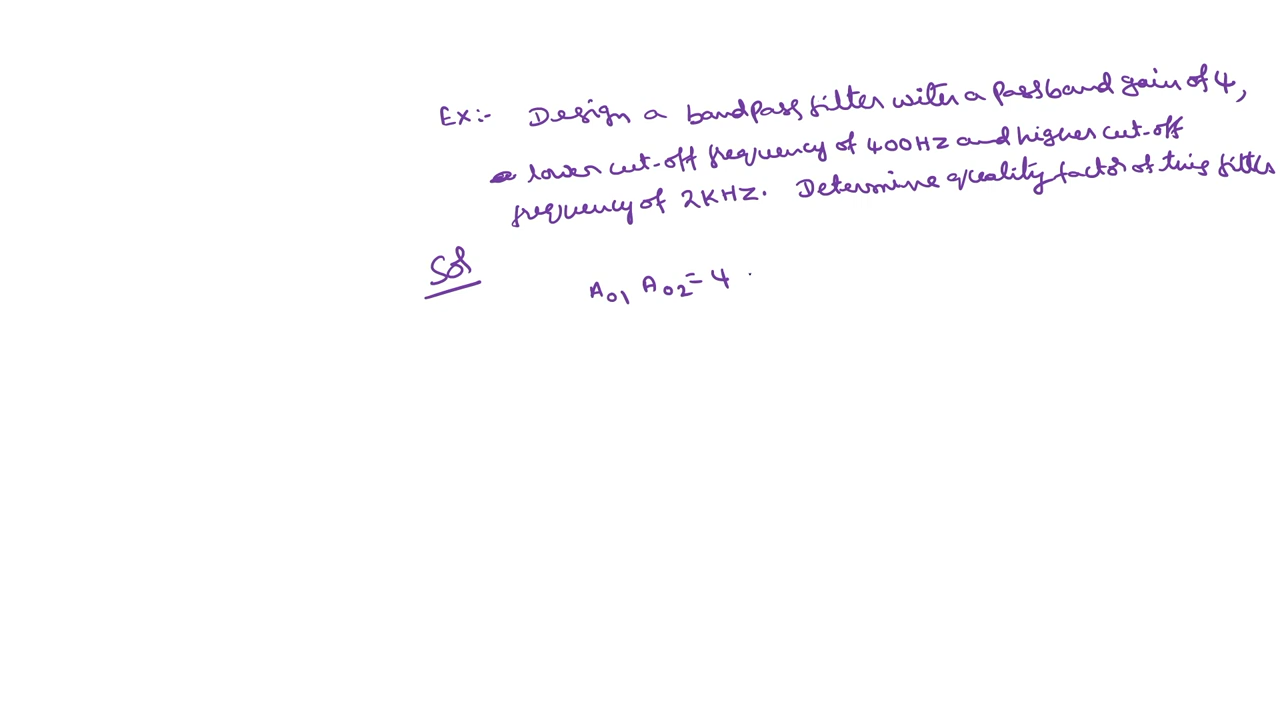 Ex:- Design a bandpass filter with a passband gain of 4,
lower cut-off frequency of 400HZ and higher cut-off
frequency of 2KHZ. Determine quality factor of this filter
Sol
A01 A02 = 4